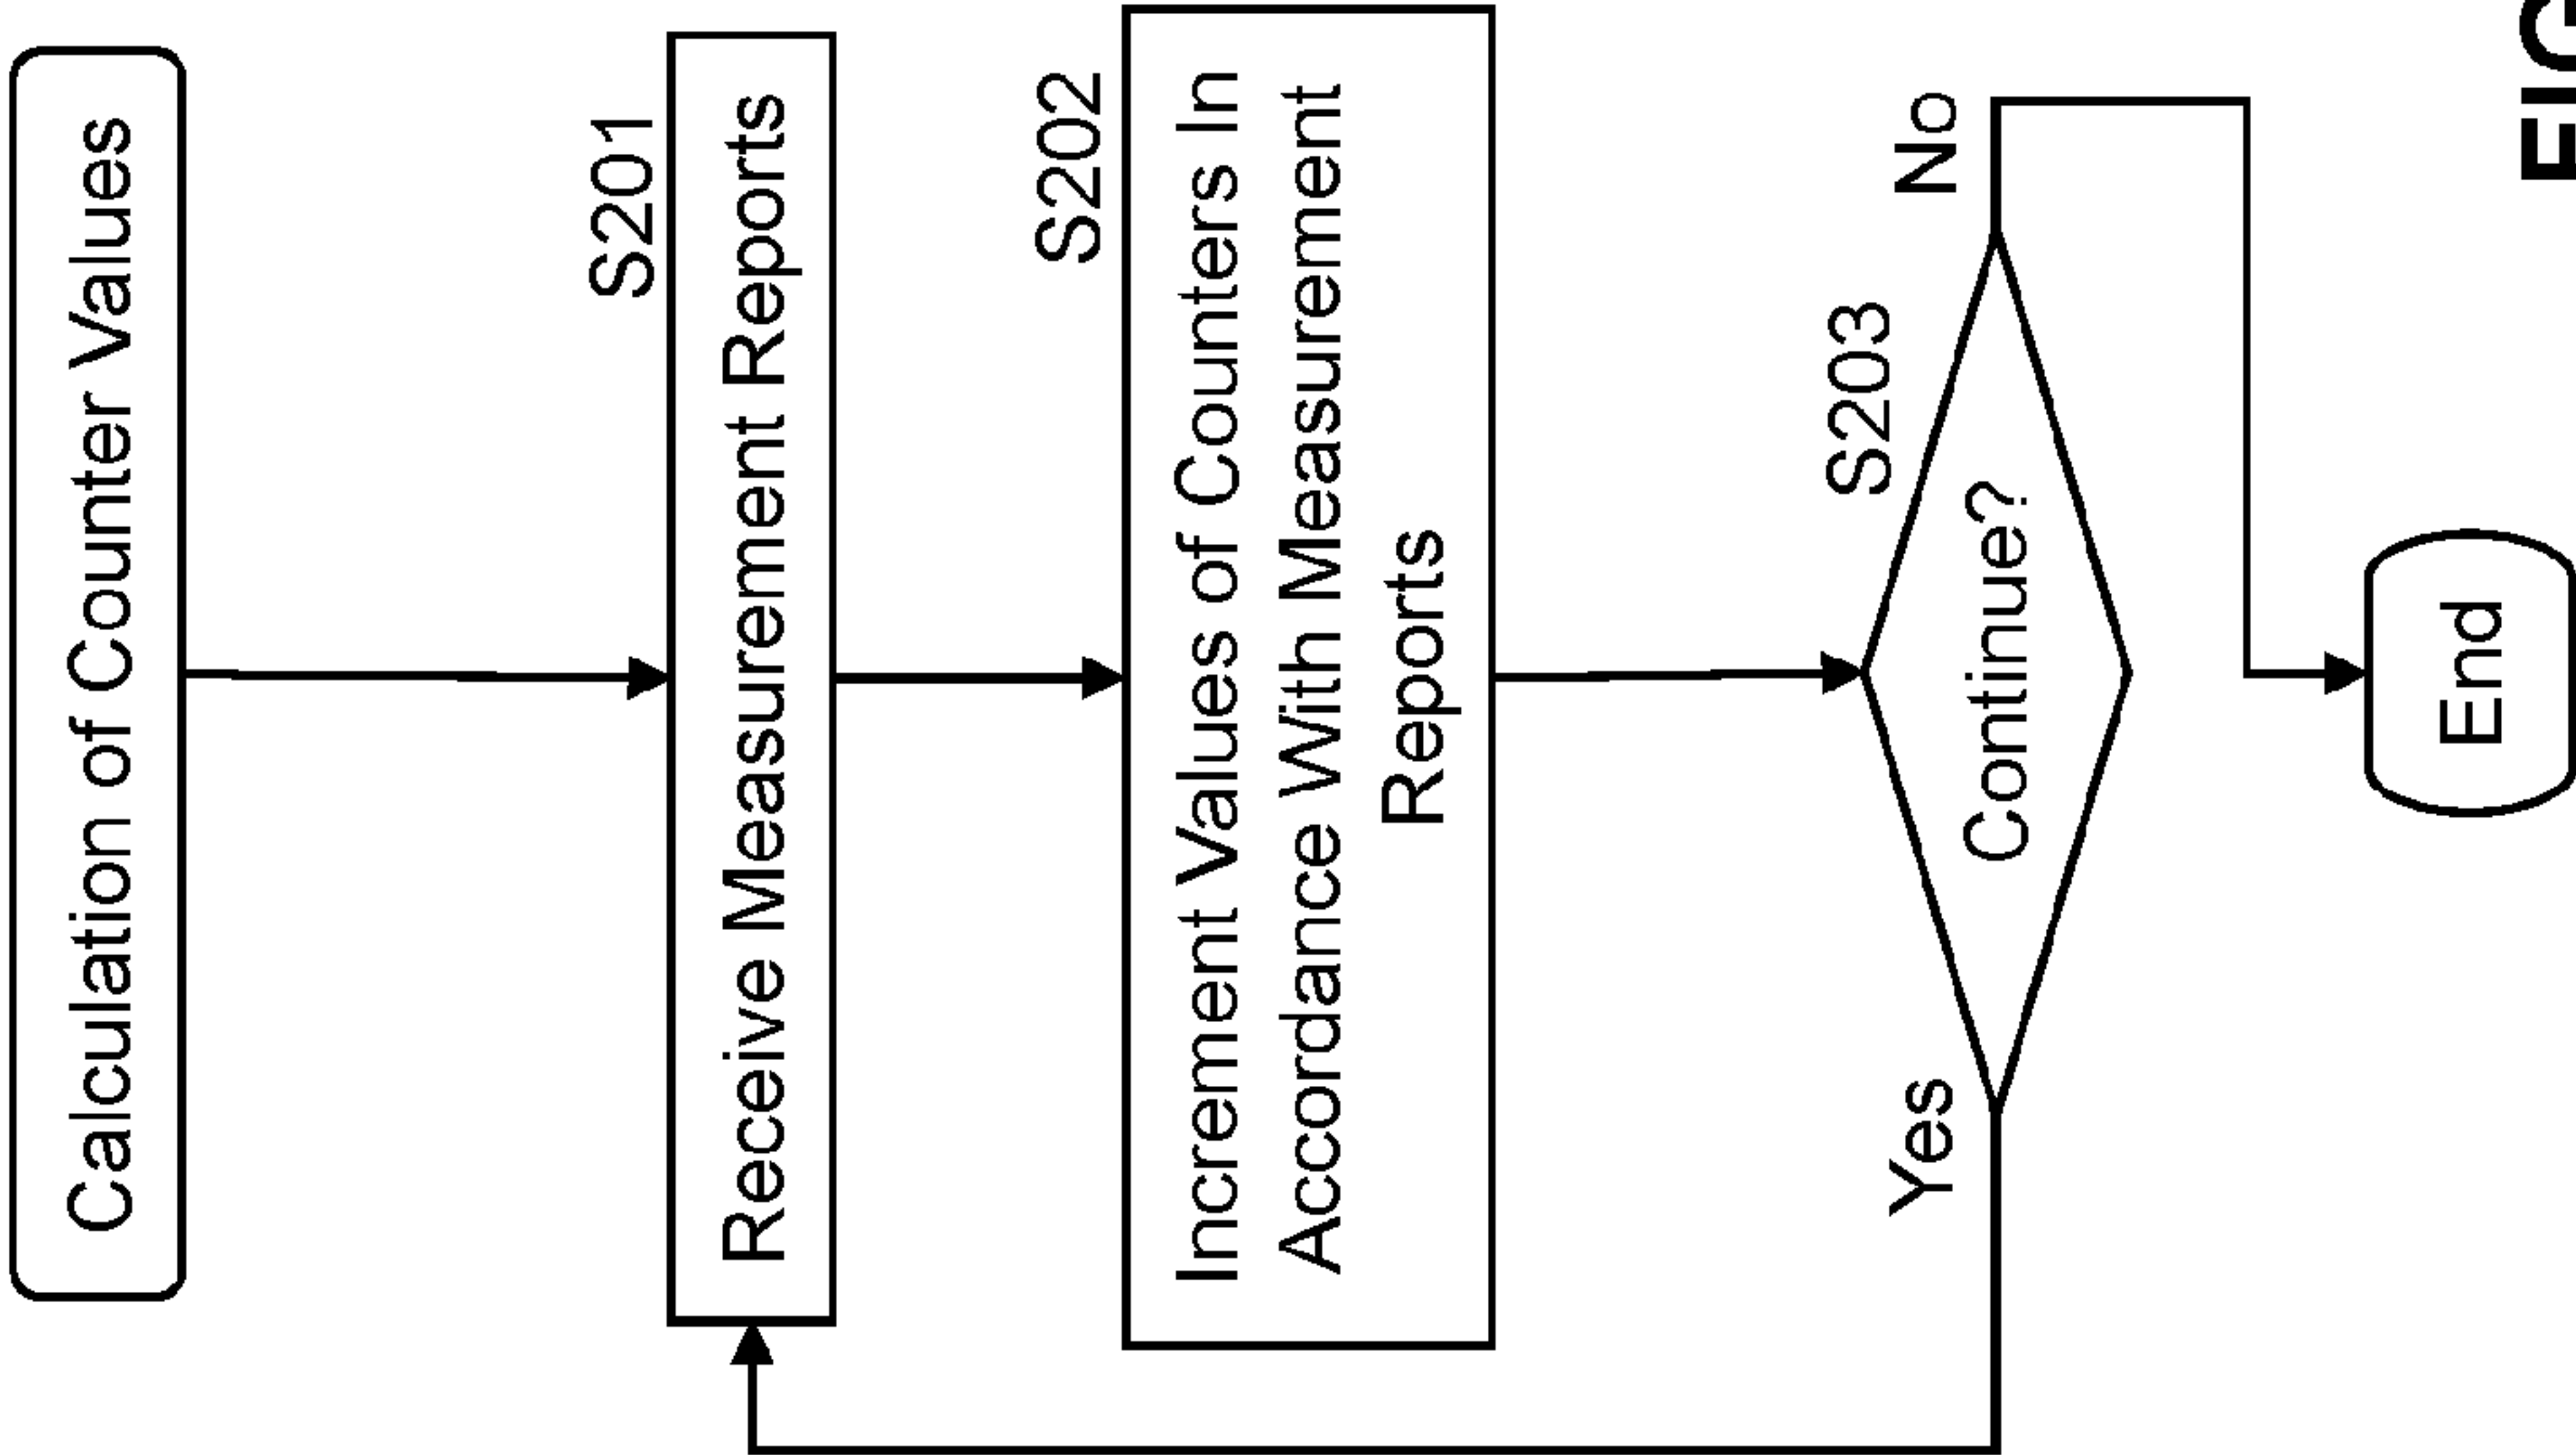 Calculation of Counter Values
S201
Receive Measurement Reports
S202
Increment Values of Counters In
Accordance With Measurement
Reports
S203
Continue?
Yes
No
End